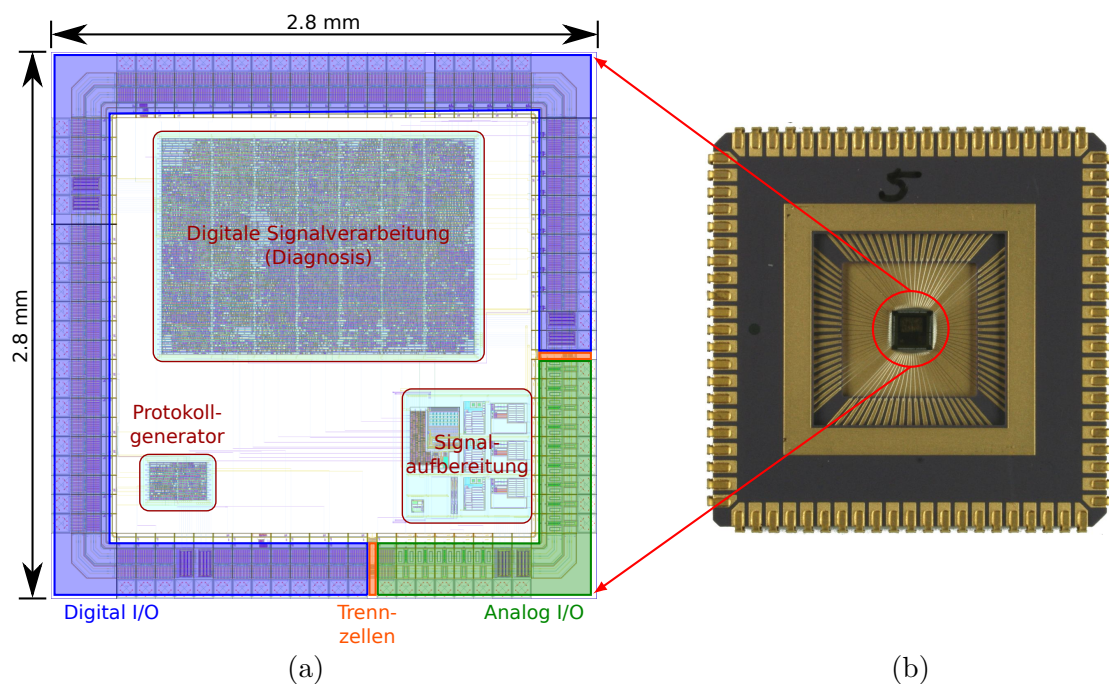 2.8 mm
2.8 mm
Digitale Signalverarbeitung
(Diagnosis)
Protokoll-
generator
Signal-
aufbereitung
Digital I/O
Trenn-
zellen
Analog I/O
5
(a)
(b)